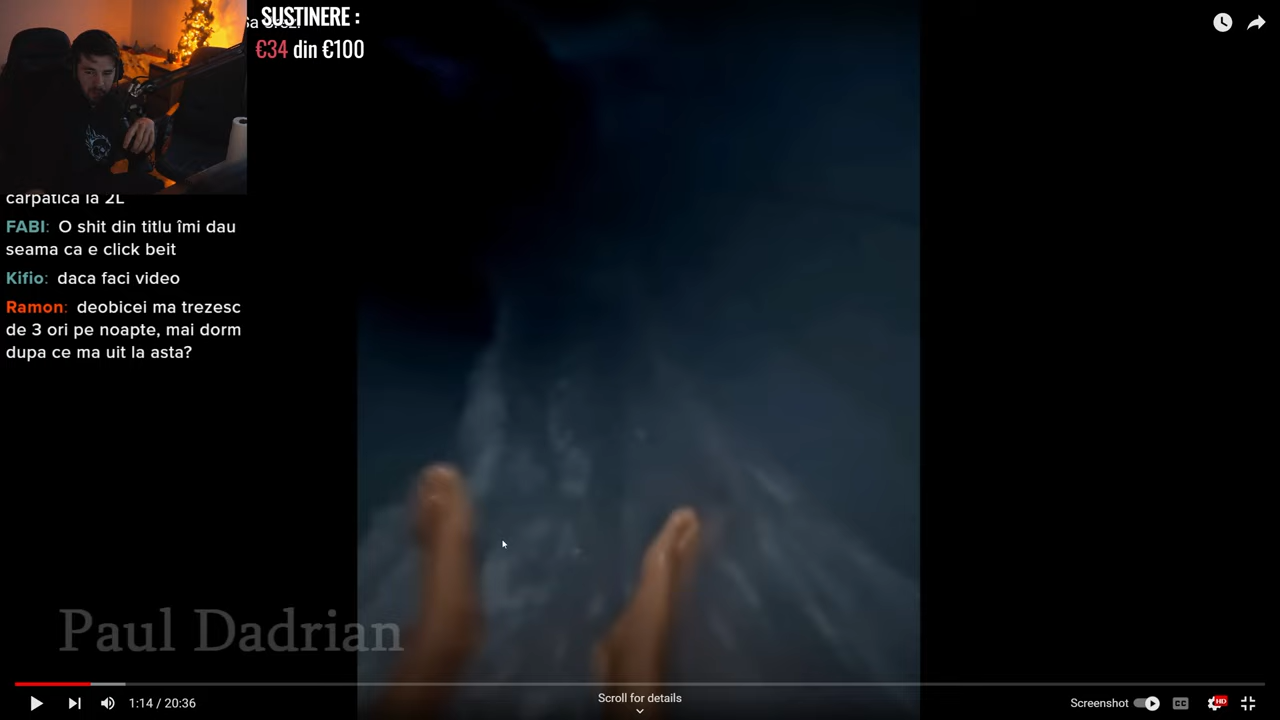 SUSTINERE :
€34 din €100
carpatica la 2L
FABI: O shit din titlu îmi dau
seama ca e click beit
Kifio: daca faci video
Ramon: deobicei ma trezesc
de 3 ori pe noapte, mai dorm
dupa ce ma uit la asta?
Paul Dadrian
1:14 / 20:36
Scroll for details
Screenshot
CC
HD